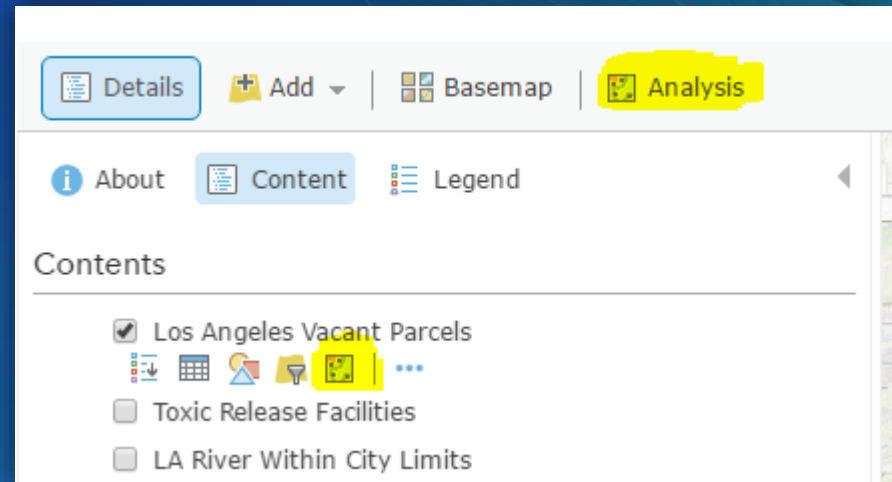 Details Add Basemap Analysis
About Content Legend
Contents
Los Angeles Vacant Parcels
Toxic Release Facilities
LA River Within City Limits